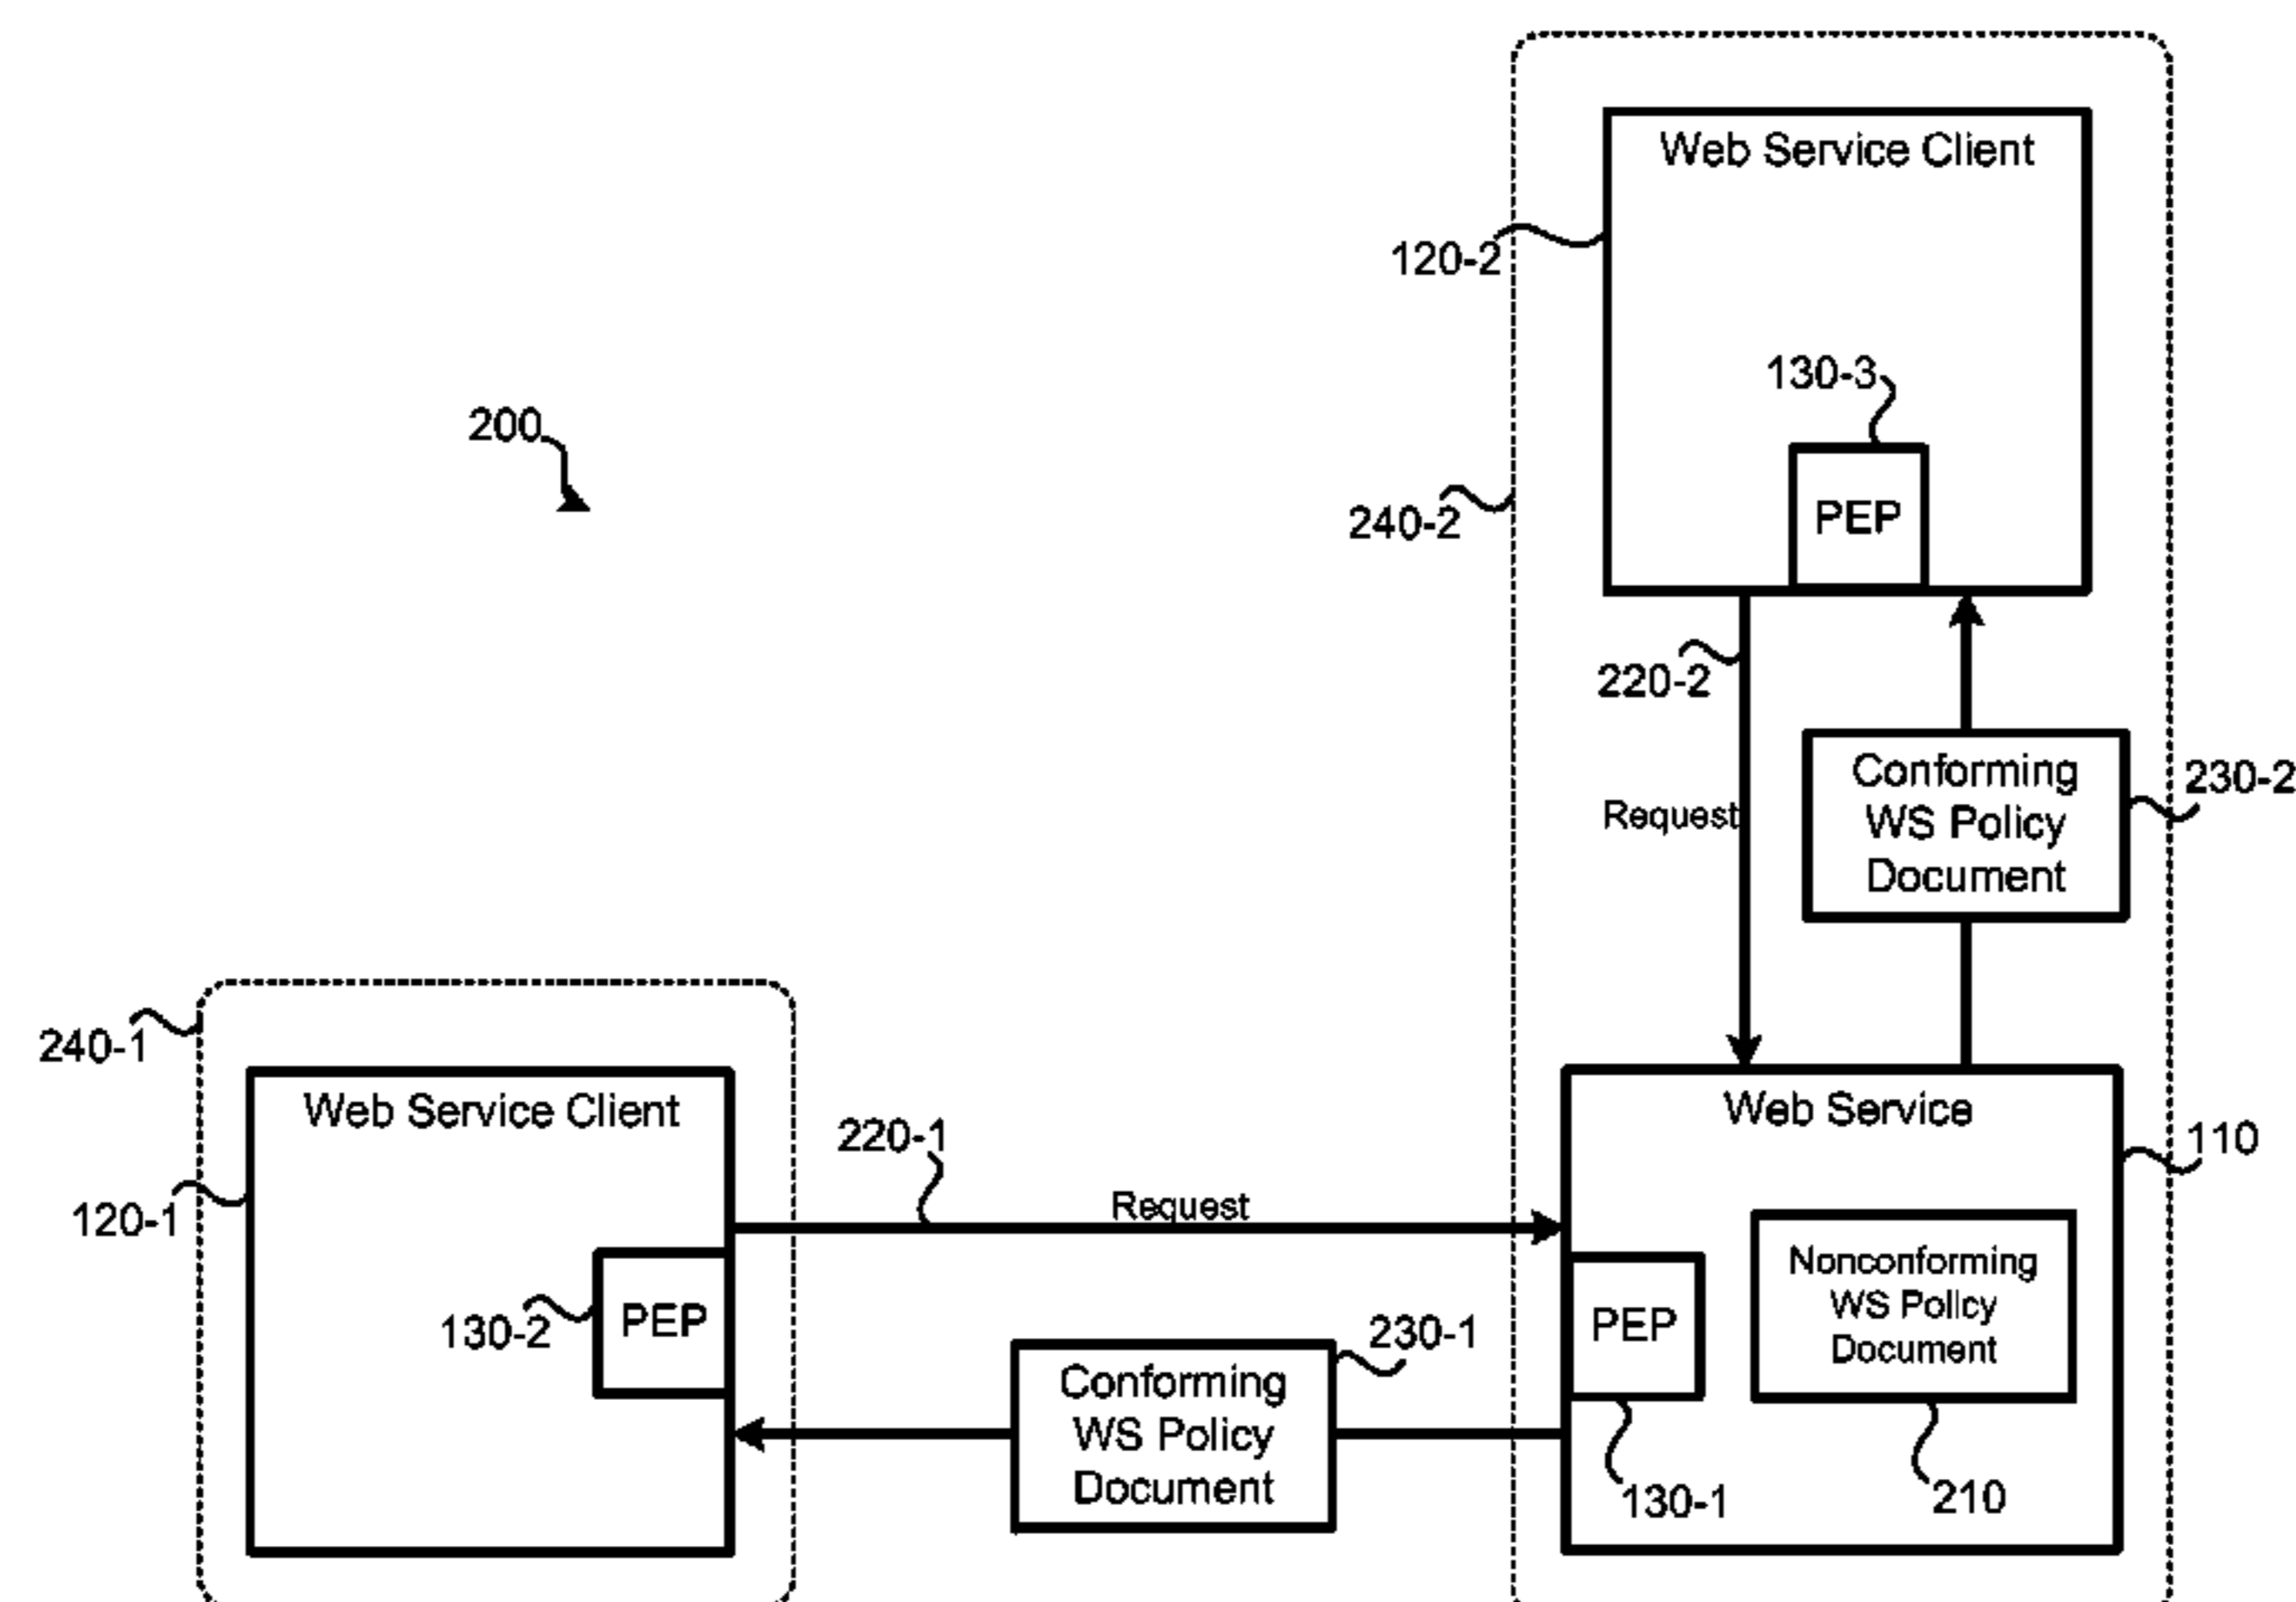 Web Service Client
120-2
130-3
PEP
200
240-2
220-2
Request
Conforming
WS Policy
Document
230-2
240-1
Web Service Client
120-1
130-2
PEP
220-1
Request
230-1
Conforming
WS Policy
Document
Web Service
110
PEP
130-1
Nonconforming
WS Policy
Document
210